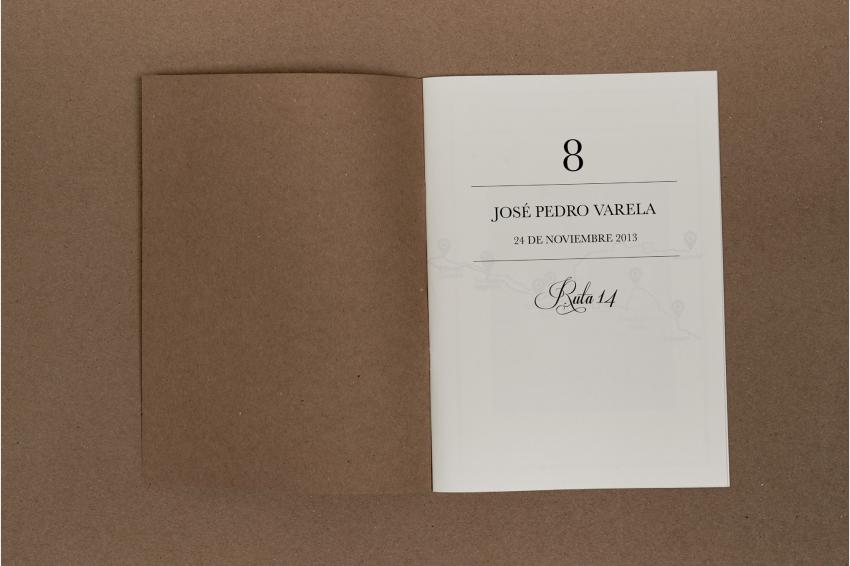 8
JOSÉ PEDRO VARELA
24 DE NOVIEMBRE 2013
Ruta 14